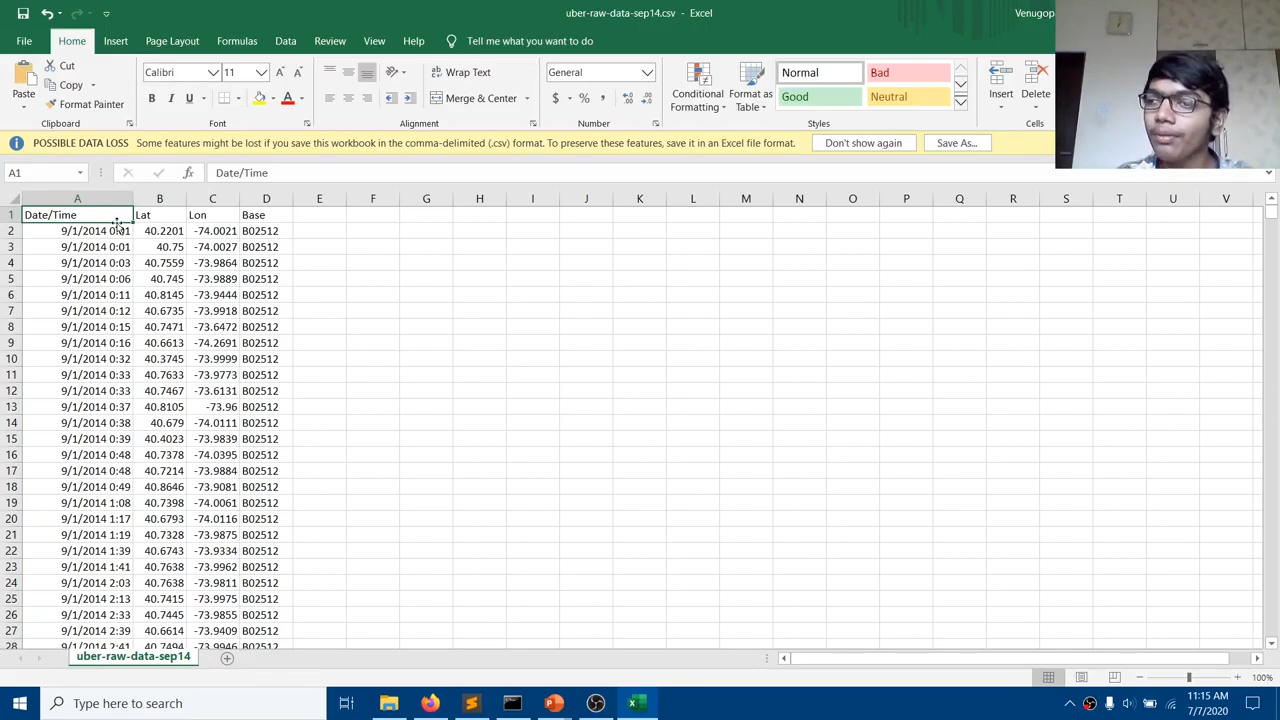 uber-raw-data-sep14.csv - Excel
Venugop
File Home Insert Page Layout Formulas Data Review View Help Tell me what you want to do
Paste
Cut
Copy
Format Painter
Clipboard
Calibri 11
B I U
Font
Wrap Text
Merge & Center
Alignment
General
$ % ,
Number
Conditional Formatting
Format as Table
Normal Bad
Good Neutral
Styles
Insert Delete
Cells
POSSIBLE DATA LOSS Some features might be lost if you save this workbook in the comma-delimited (.csv) format. To preserve these features, save it in an Excel file format. Don't show again Save As...
A1 fx Date/Time
A B C D E F G H I J K L M N O P Q R S T U V
1 Date/Time Lat Lon Base
2 9/1/2014 0:01 40.2201 -74.0021 B02512
3 9/1/2014 0:01 40.75 -74.0027 B02512
4 9/1/2014 0:03 40.7559 -73.9864 B02512
5 9/1/2014 0:06 40.745 -73.9889 B02512
6 9/1/2014 0:11 40.8145 -73.9444 B02512
7 9/1/2014 0:12 40.6735 -73.9918 B02512
8 9/1/2014 0:15 40.7471 -73.6472 B02512
9 9/1/2014 0:16 40.6613 -74.2691 B02512
10 9/1/2014 0:32 40.3745 -73.9999 B02512
11 9/1/2014 0:33 40.7633 -73.9773 B02512
12 9/1/2014 0:33 40.7467 -73.6131 B02512
13 9/1/2014 0:37 40.8105 -73.96 B02512
14 9/1/2014 0:38 40.679 -74.0111 B02512
15 9/1/2014 0:39 40.4023 -73.9839 B02512
16 9/1/2014 0:48 40.7378 -74.0395 B02512
17 9/1/2014 0:48 40.7214 -73.9884 B02512
18 9/1/2014 0:49 40.8646 -73.9081 B02512
19 9/1/2014 1:08 40.7398 -74.0061 B02512
20 9/1/2014 1:17 40.6793 -74.0116 B02512
21 9/1/2014 1:19 40.7328 -73.9875 B02512
22 9/1/2014 1:39 40.6743 -73.9334 B02512
23 9/1/2014 1:41 40.7638 -73.9962 B02512
24 9/1/2014 2:03 40.7638 -73.9811 B02512
25 9/1/2014 2:13 40.7415 -73.9975 B02512
26 9/1/2014 2:33 40.7445 -73.9855 B02512
27 9/1/2014 2:39 40.6614 -73.9409 B02512
28 9/1/2014 2:41 40.7494 -73.9946 B02512
uber-raw-data-sep14
100%
Type here to search
11:15 AM
7/7/2020